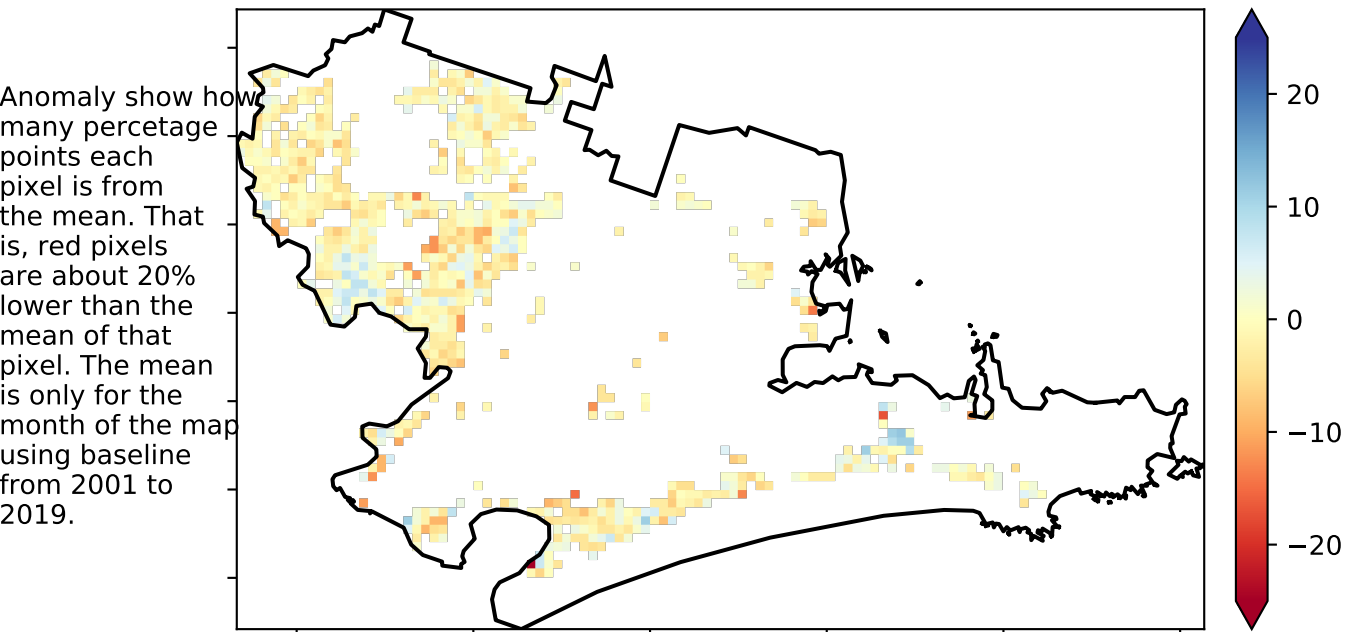 Anomaly show how
many percetage
points each
pixel is from
the mean. That
is, red pixels
are about 20%
lower than the
mean of that
pixel. The mean
is only for the
month of the map
using baseline
from 2001 to
2019.
20
10
0
−10
−20